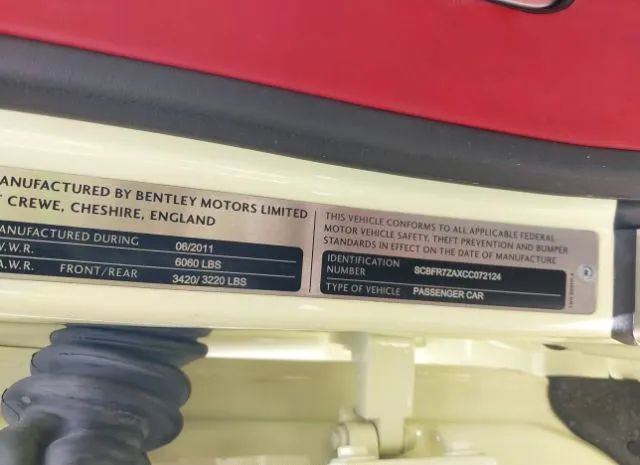 ANUFACTURED BY BENTLEY MOTORS LIMITED
T CREWE, CHESHIRE, ENGLAND
ANUFACTURED DURING 06/2011
.V.W.R. 6060 LBS
.A.W.R. FRONT/REAR 3420/ 3220 LBS
THIS VEHICLE CONFORMS TO ALL APPLICABLE FEDERAL
MOTOR VEHICLE SAFETY, THEFT PREVENTION AND BUMPER
STANDARDS IN EFFECT ON THE DATE OF MANUFACTURE
IDENTIFICATION
NUMBER SCBFR7ZAXCC072124
TYPE OF VEHICLE PASSENGER CAR